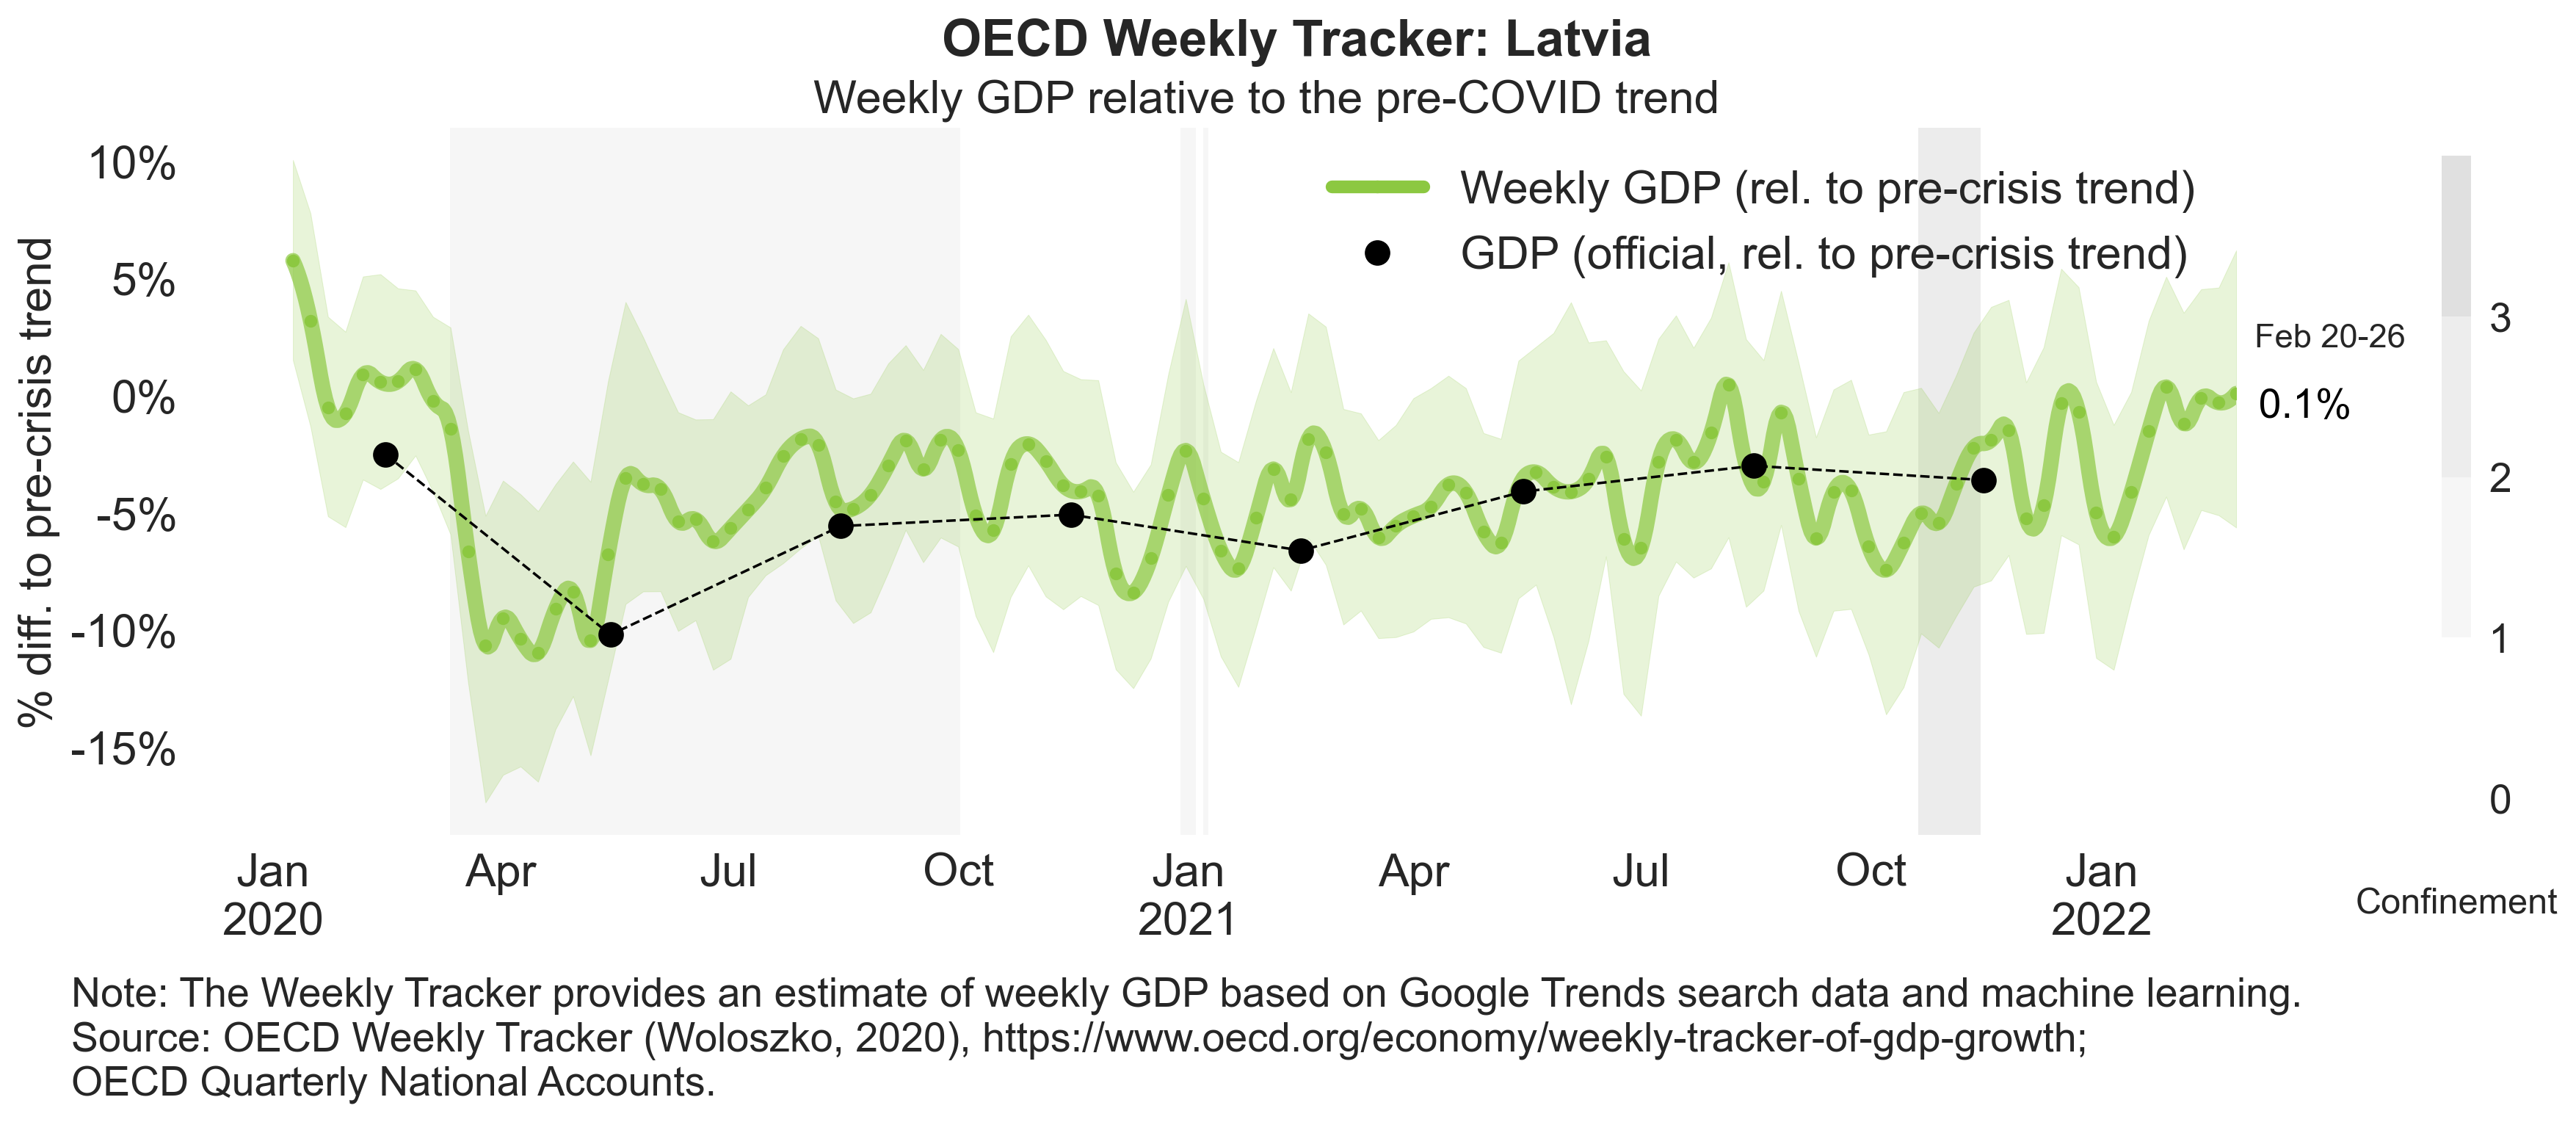 OECD Weekly Tracker: Latvia
Weekly GDP relative to the pre-COVID trend
% diff. to pre-crisis trend
10%
5%
0%
-5%
-10%
-15%
Weekly GDP (rel. to pre-crisis trend)
GDP (official, rel. to pre-crisis trend)
Feb 20-26
0.1%
3
2
1
0
Confinement
Jan Apr Jul Oct Jan Apr Jul Oct Jan
2020 2021 2022
Note: The Weekly Tracker provides an estimate of weekly GDP based on Google Trends search data and machine learning.
Source: OECD Weekly Tracker (Woloszko, 2020), https://www.oecd.org/economy/weekly-tracker-of-gdp-growth;
OECD Quarterly National Accounts.